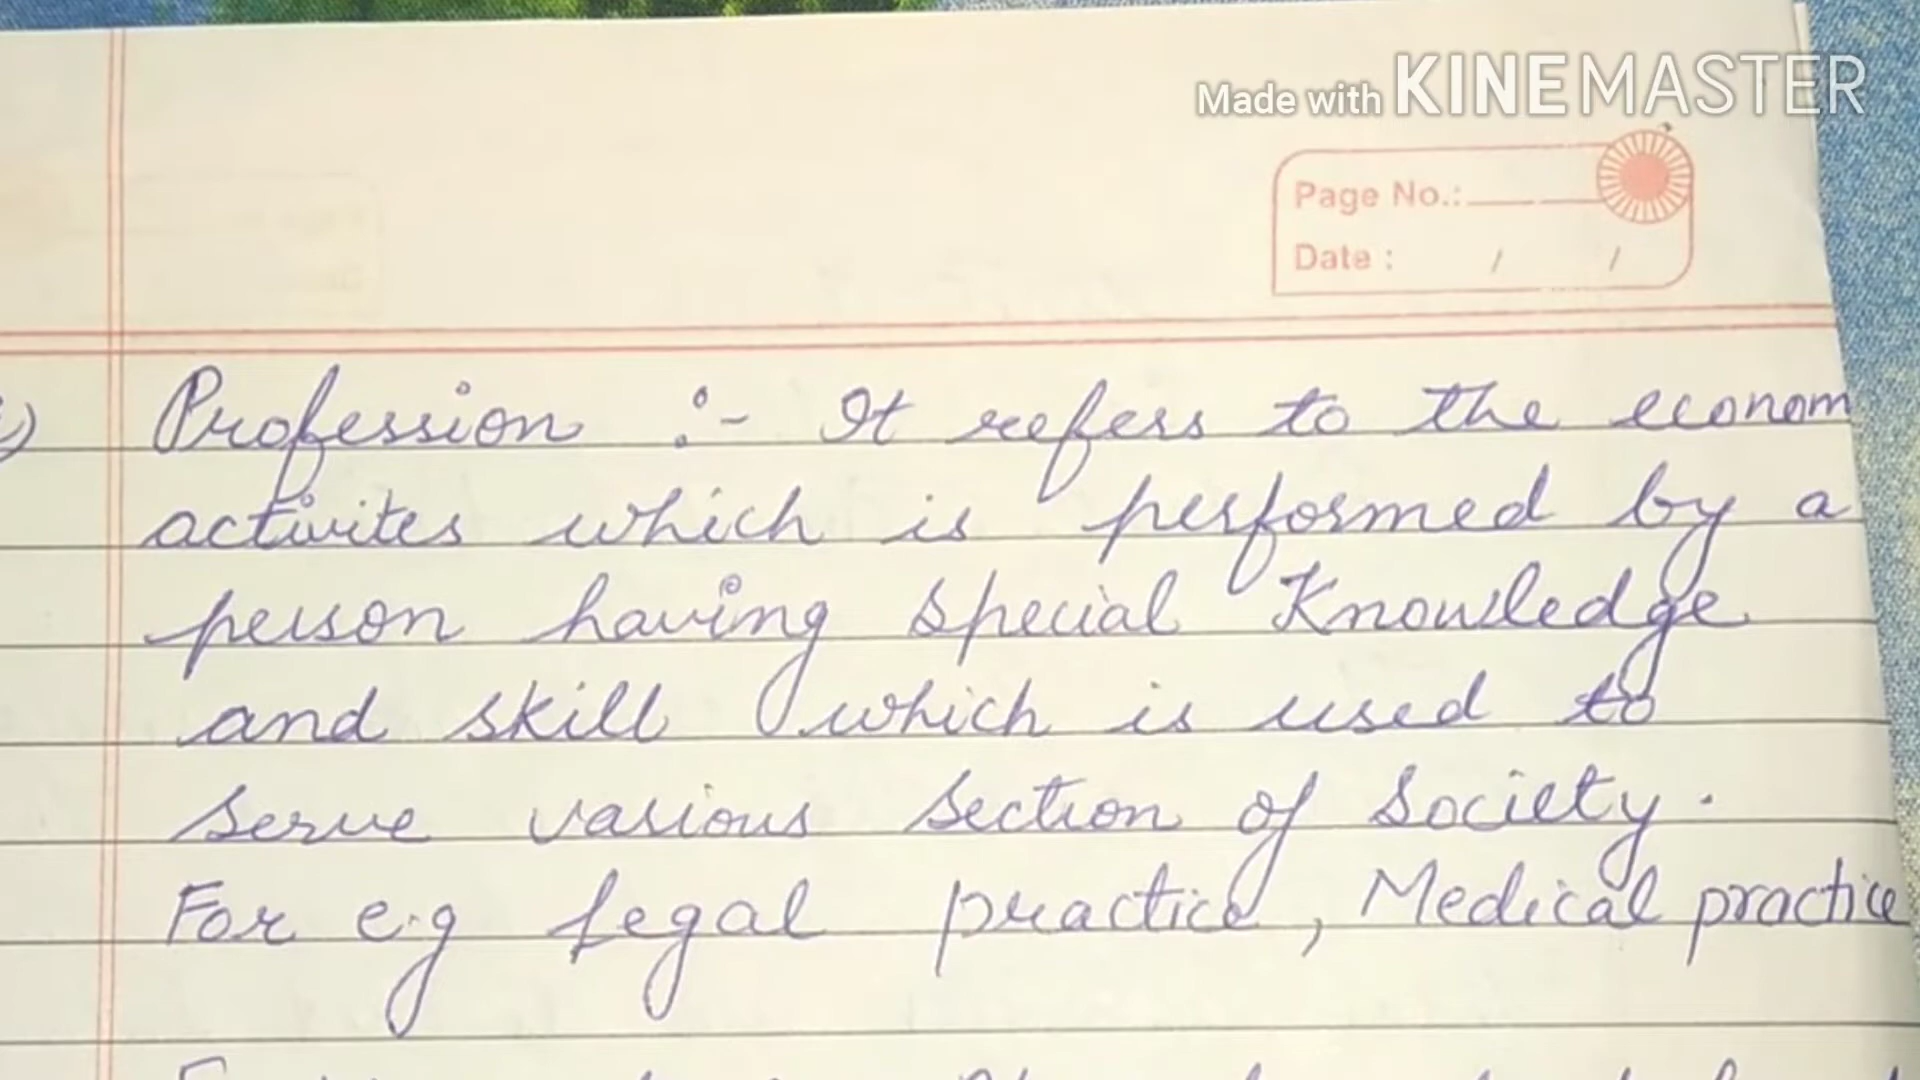 Made with KINEMASTER
Page No.:
Date : / /
Profession :- It refers to the econom
activites which is performed by a
person having special Knowledge
and skill which is used to
serve various section of society.
For e.g legal practice, Medical practice